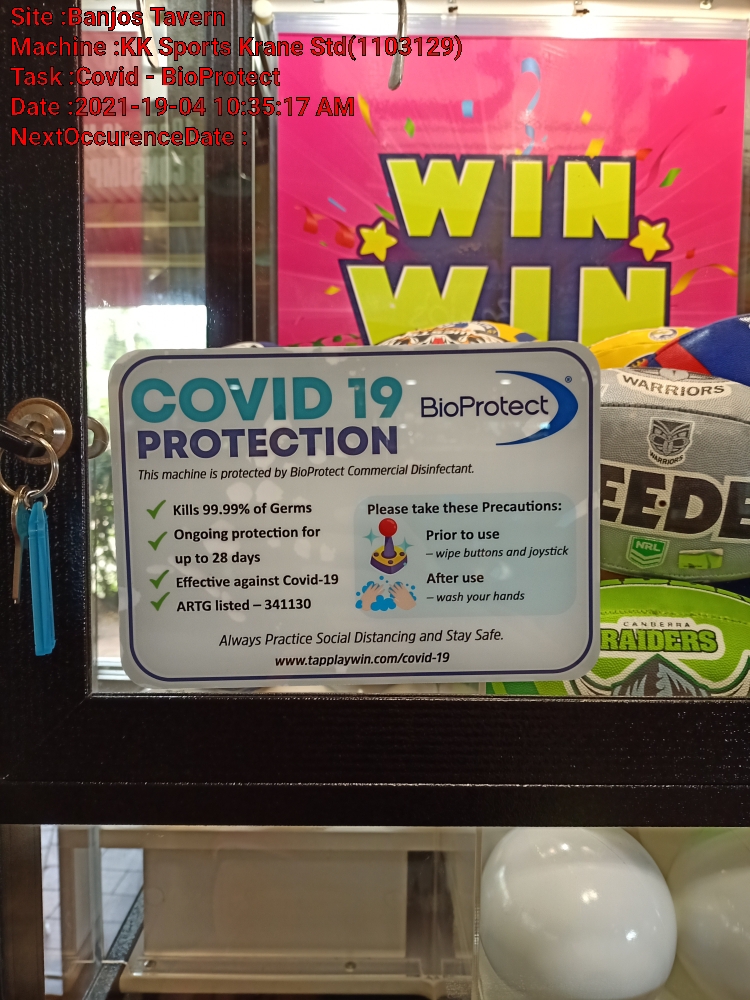 Site :Banjos Tavern
Machine :KK Sports Krane Std(1103129)
Task :Covid - BioProtect
Date :2021-19-04 10:35:17 AM
NextOccurenceDate :
WIN
WIN
COVID 19
PROTECTION
BioProtect®
This machine is protected by BioProtect Commercial Disinfectant.
Kills 99.99% of Germs
Ongoing protection for
up to 28 days
Effective against Covid-19
ARTG listed – 341130
Please take these Precautions:
Prior to use
– wipe buttons and joystick
After use
– wash your hands
Always Practice Social Distancing and Stay Safe.
www.tapplaywin.com/covid-19
WARRIORS
WARRIORS
NRL
CANBERRA
RAIDERS